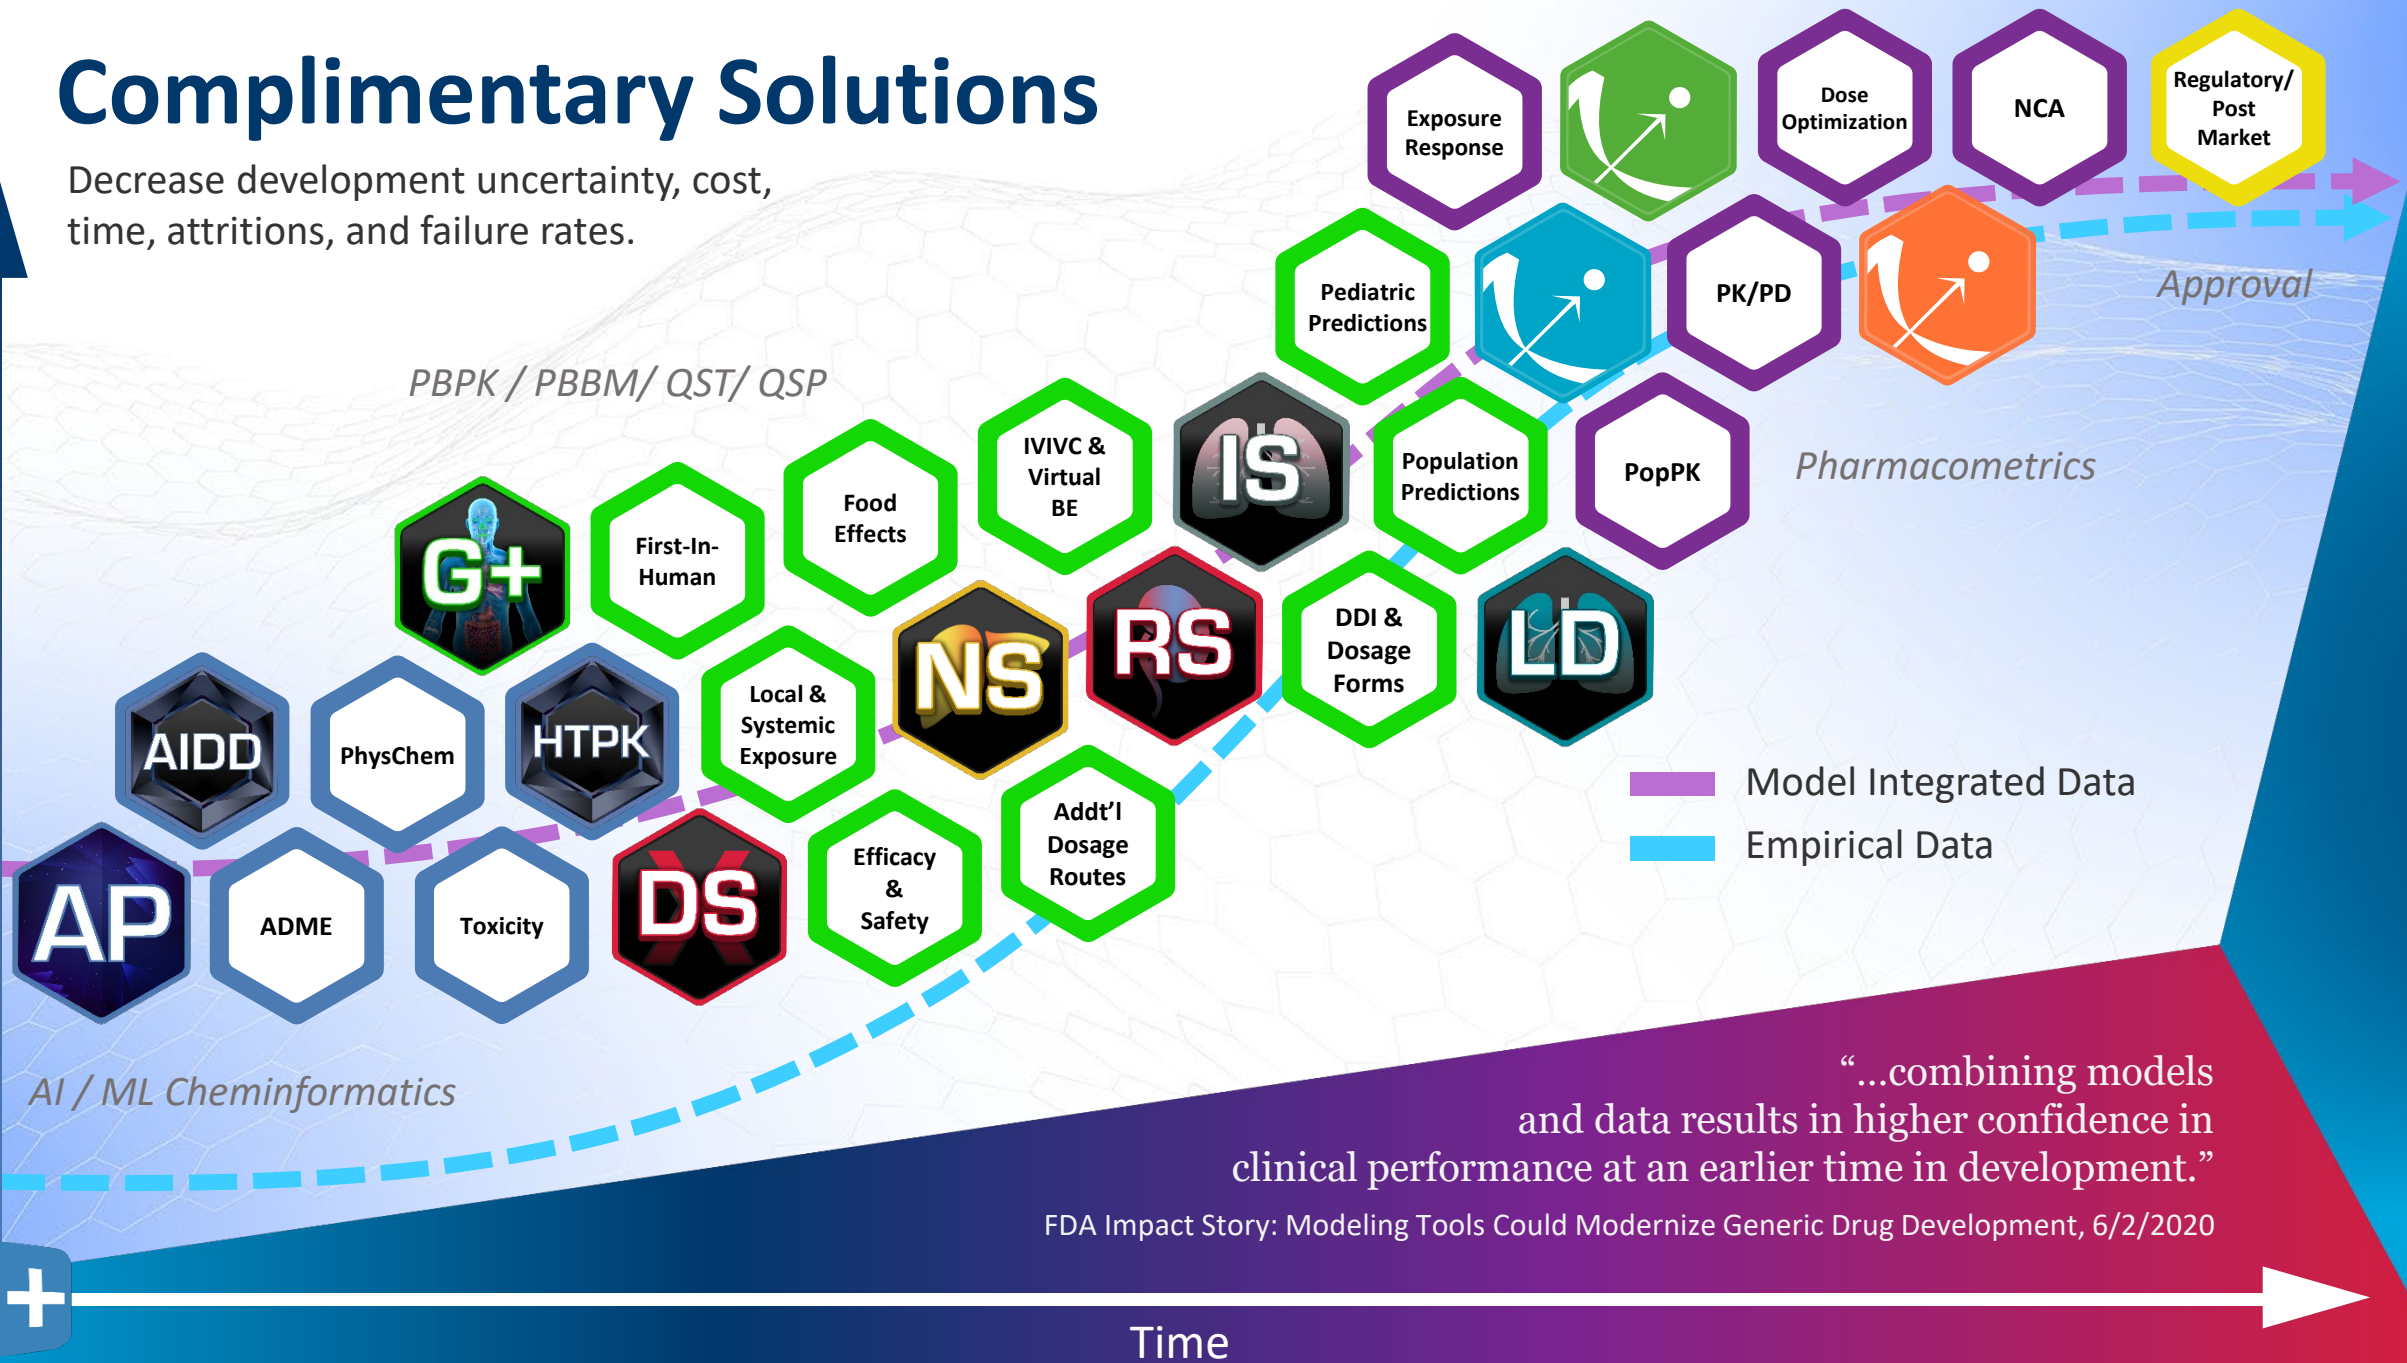 Complimentary Solutions
Decrease development uncertainty, cost,
time, attritions, and failure rates.
Exposure
Response
Dose
Optimization
NCA
Regulatory/
Post
Market
Pediatric
Predictions
PK/PD
Approval
PBPK / PBBM/ QST/ QSP
IVIVC &
Virtual
BE
IS
Population
Predictions
PopPK
Pharmacometrics
G+
First-In-
Human
Food
Effects
NS
RS
DDI &
Dosage
Forms
LD
AIDD
PhysChem
HTPK
Local &
Systemic
Exposure
Model Integrated Data
Empirical Data
AP
ADME
Toxicity
DS
Efficacy
&
Safety
Addt’l
Dosage
Routes
AI / ML Cheminformatics
“...combining models
and data results in higher confidence in
clinical performance at an earlier time in development.”
FDA Impact Story: Modeling Tools Could Modernize Generic Drug Development, 6/2/2020
+
Time